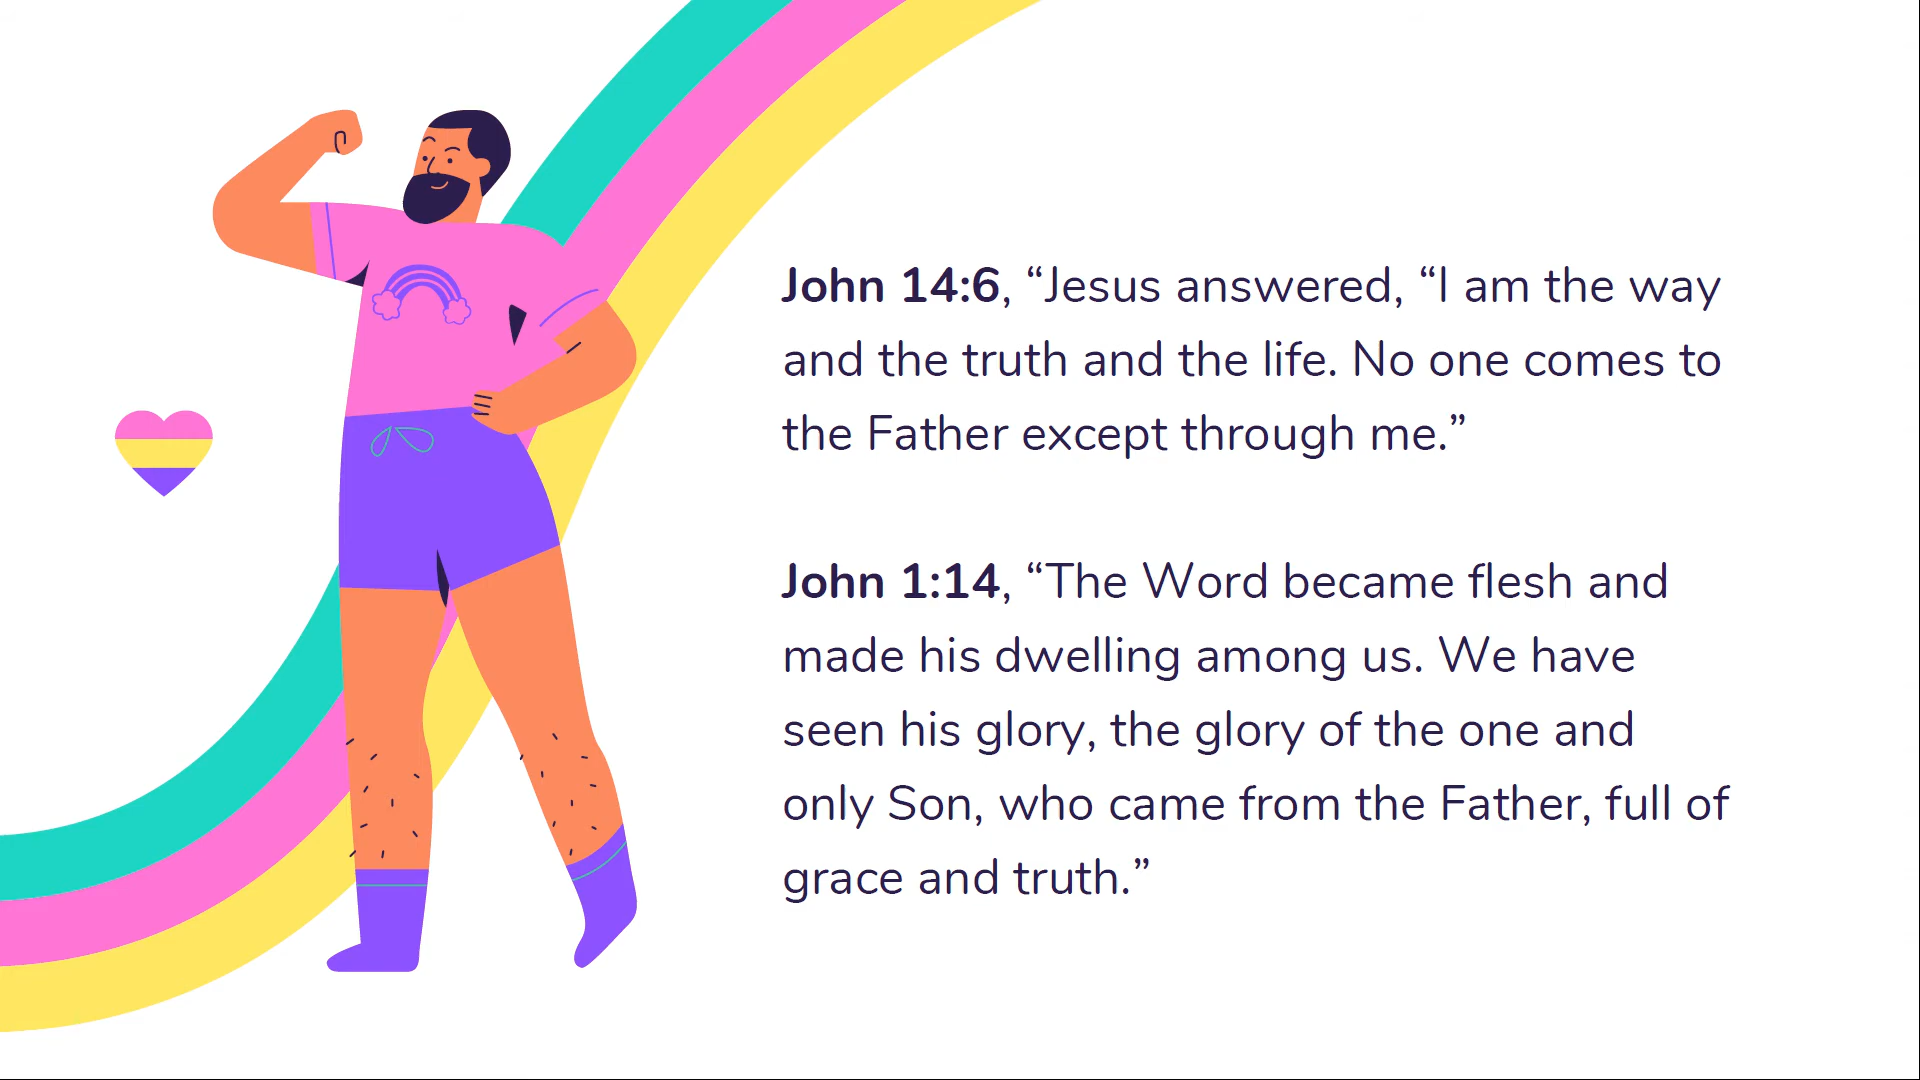 John 14:6, “Jesus answered, “I am the way
and the truth and the life. No one comes to
the Father except through me.”
John 1:14, “The Word became flesh and
made his dwelling among us. We have
seen his glory, the glory of the one and
only Son, who came from the Father, full of
grace and truth.”